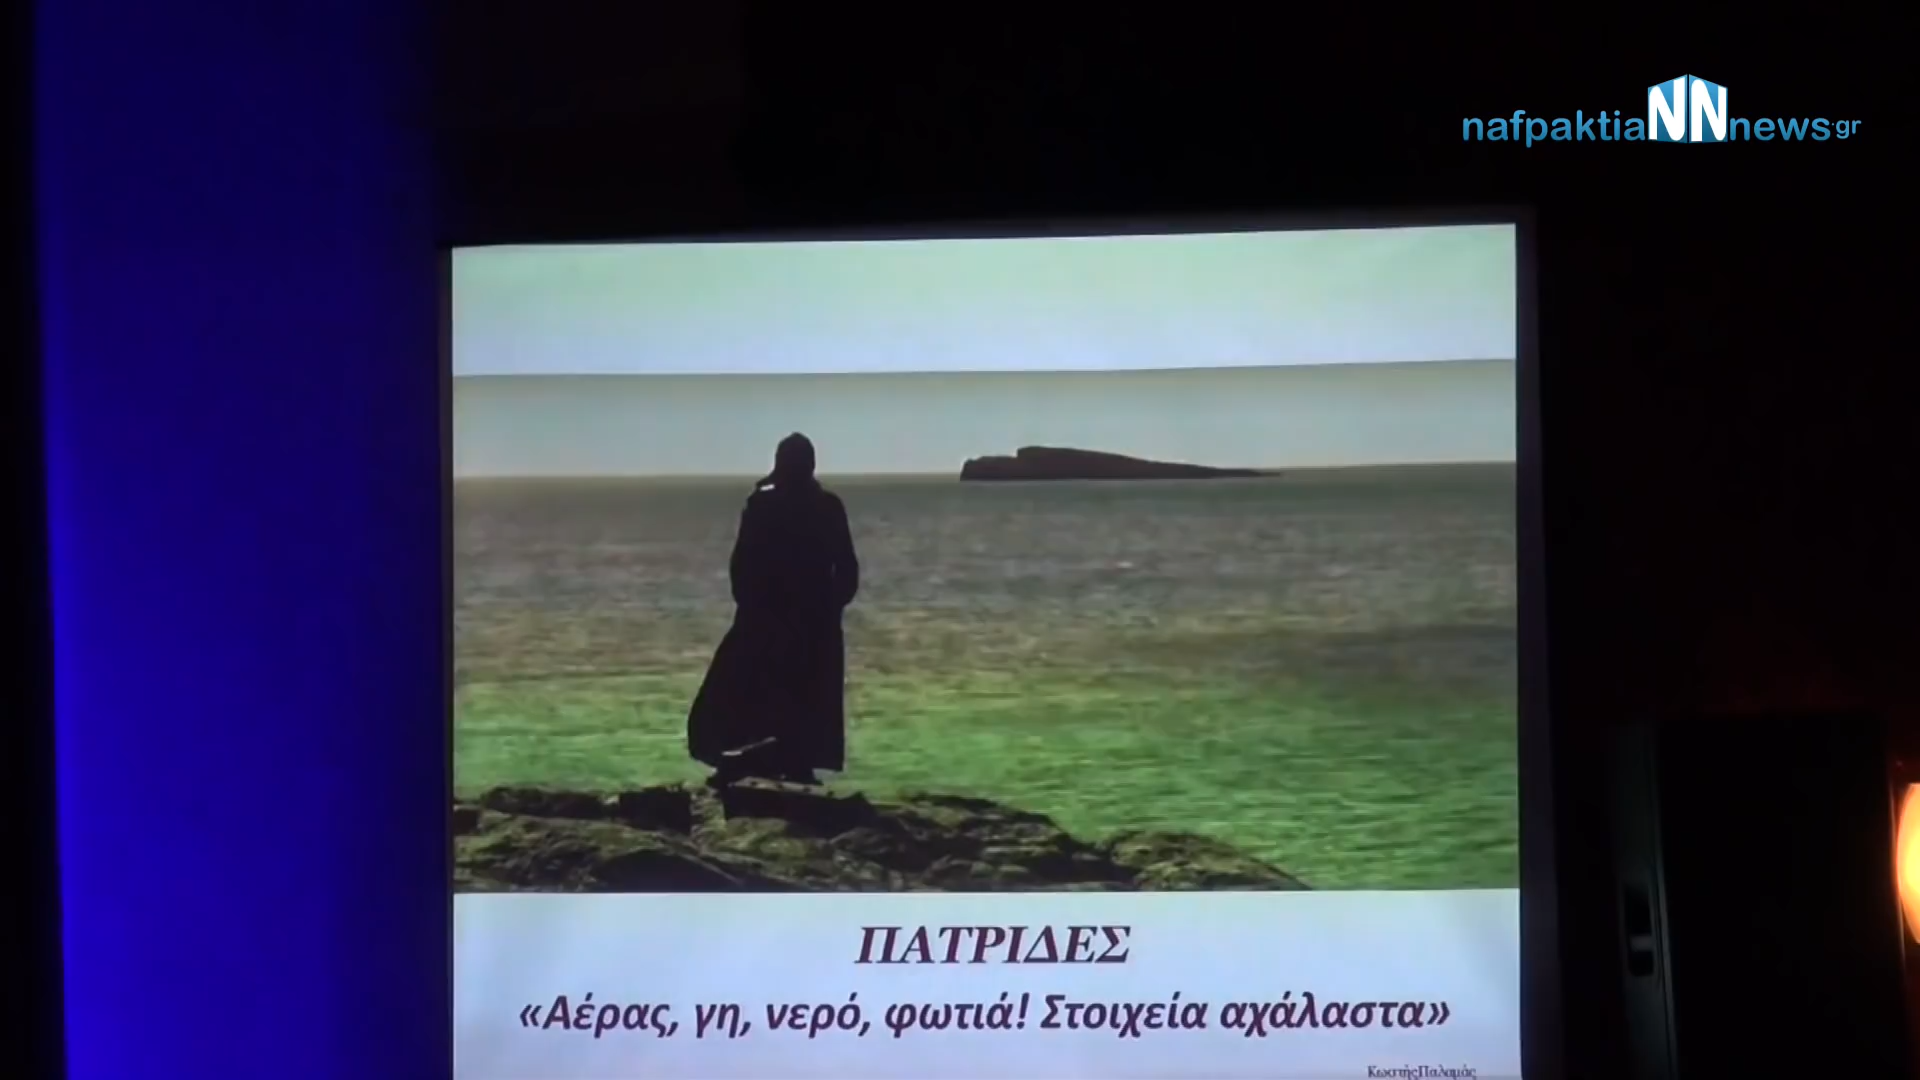 nafpaktiaNNnews.gr
ΠΑΤΡΙΔΕΣ
«Αέρας, γη, νερό, φωτιά! Στοιχεία αχάλαστα»
ΚωστήςΠαλαμάς